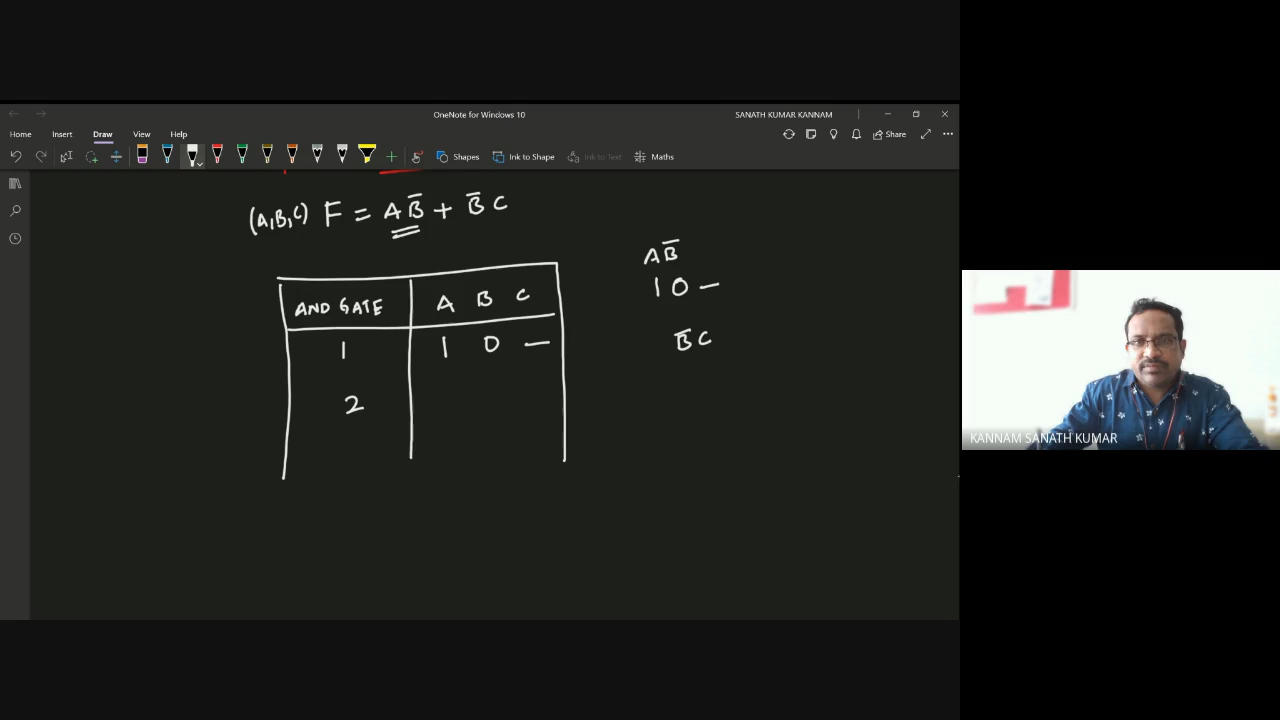 OneNote for Windows 10
SANATH KUMAR KANNAM
Home Insert Draw View Help
Share
Shapes Ink to Shape Ink to Text Maths
(A,B,C) F = AB̅ + B̅C
AB̅
1 0 —
B̅C
AND GATE A B C
1 1 0 —
2
KANNAM SANATH KUMAR